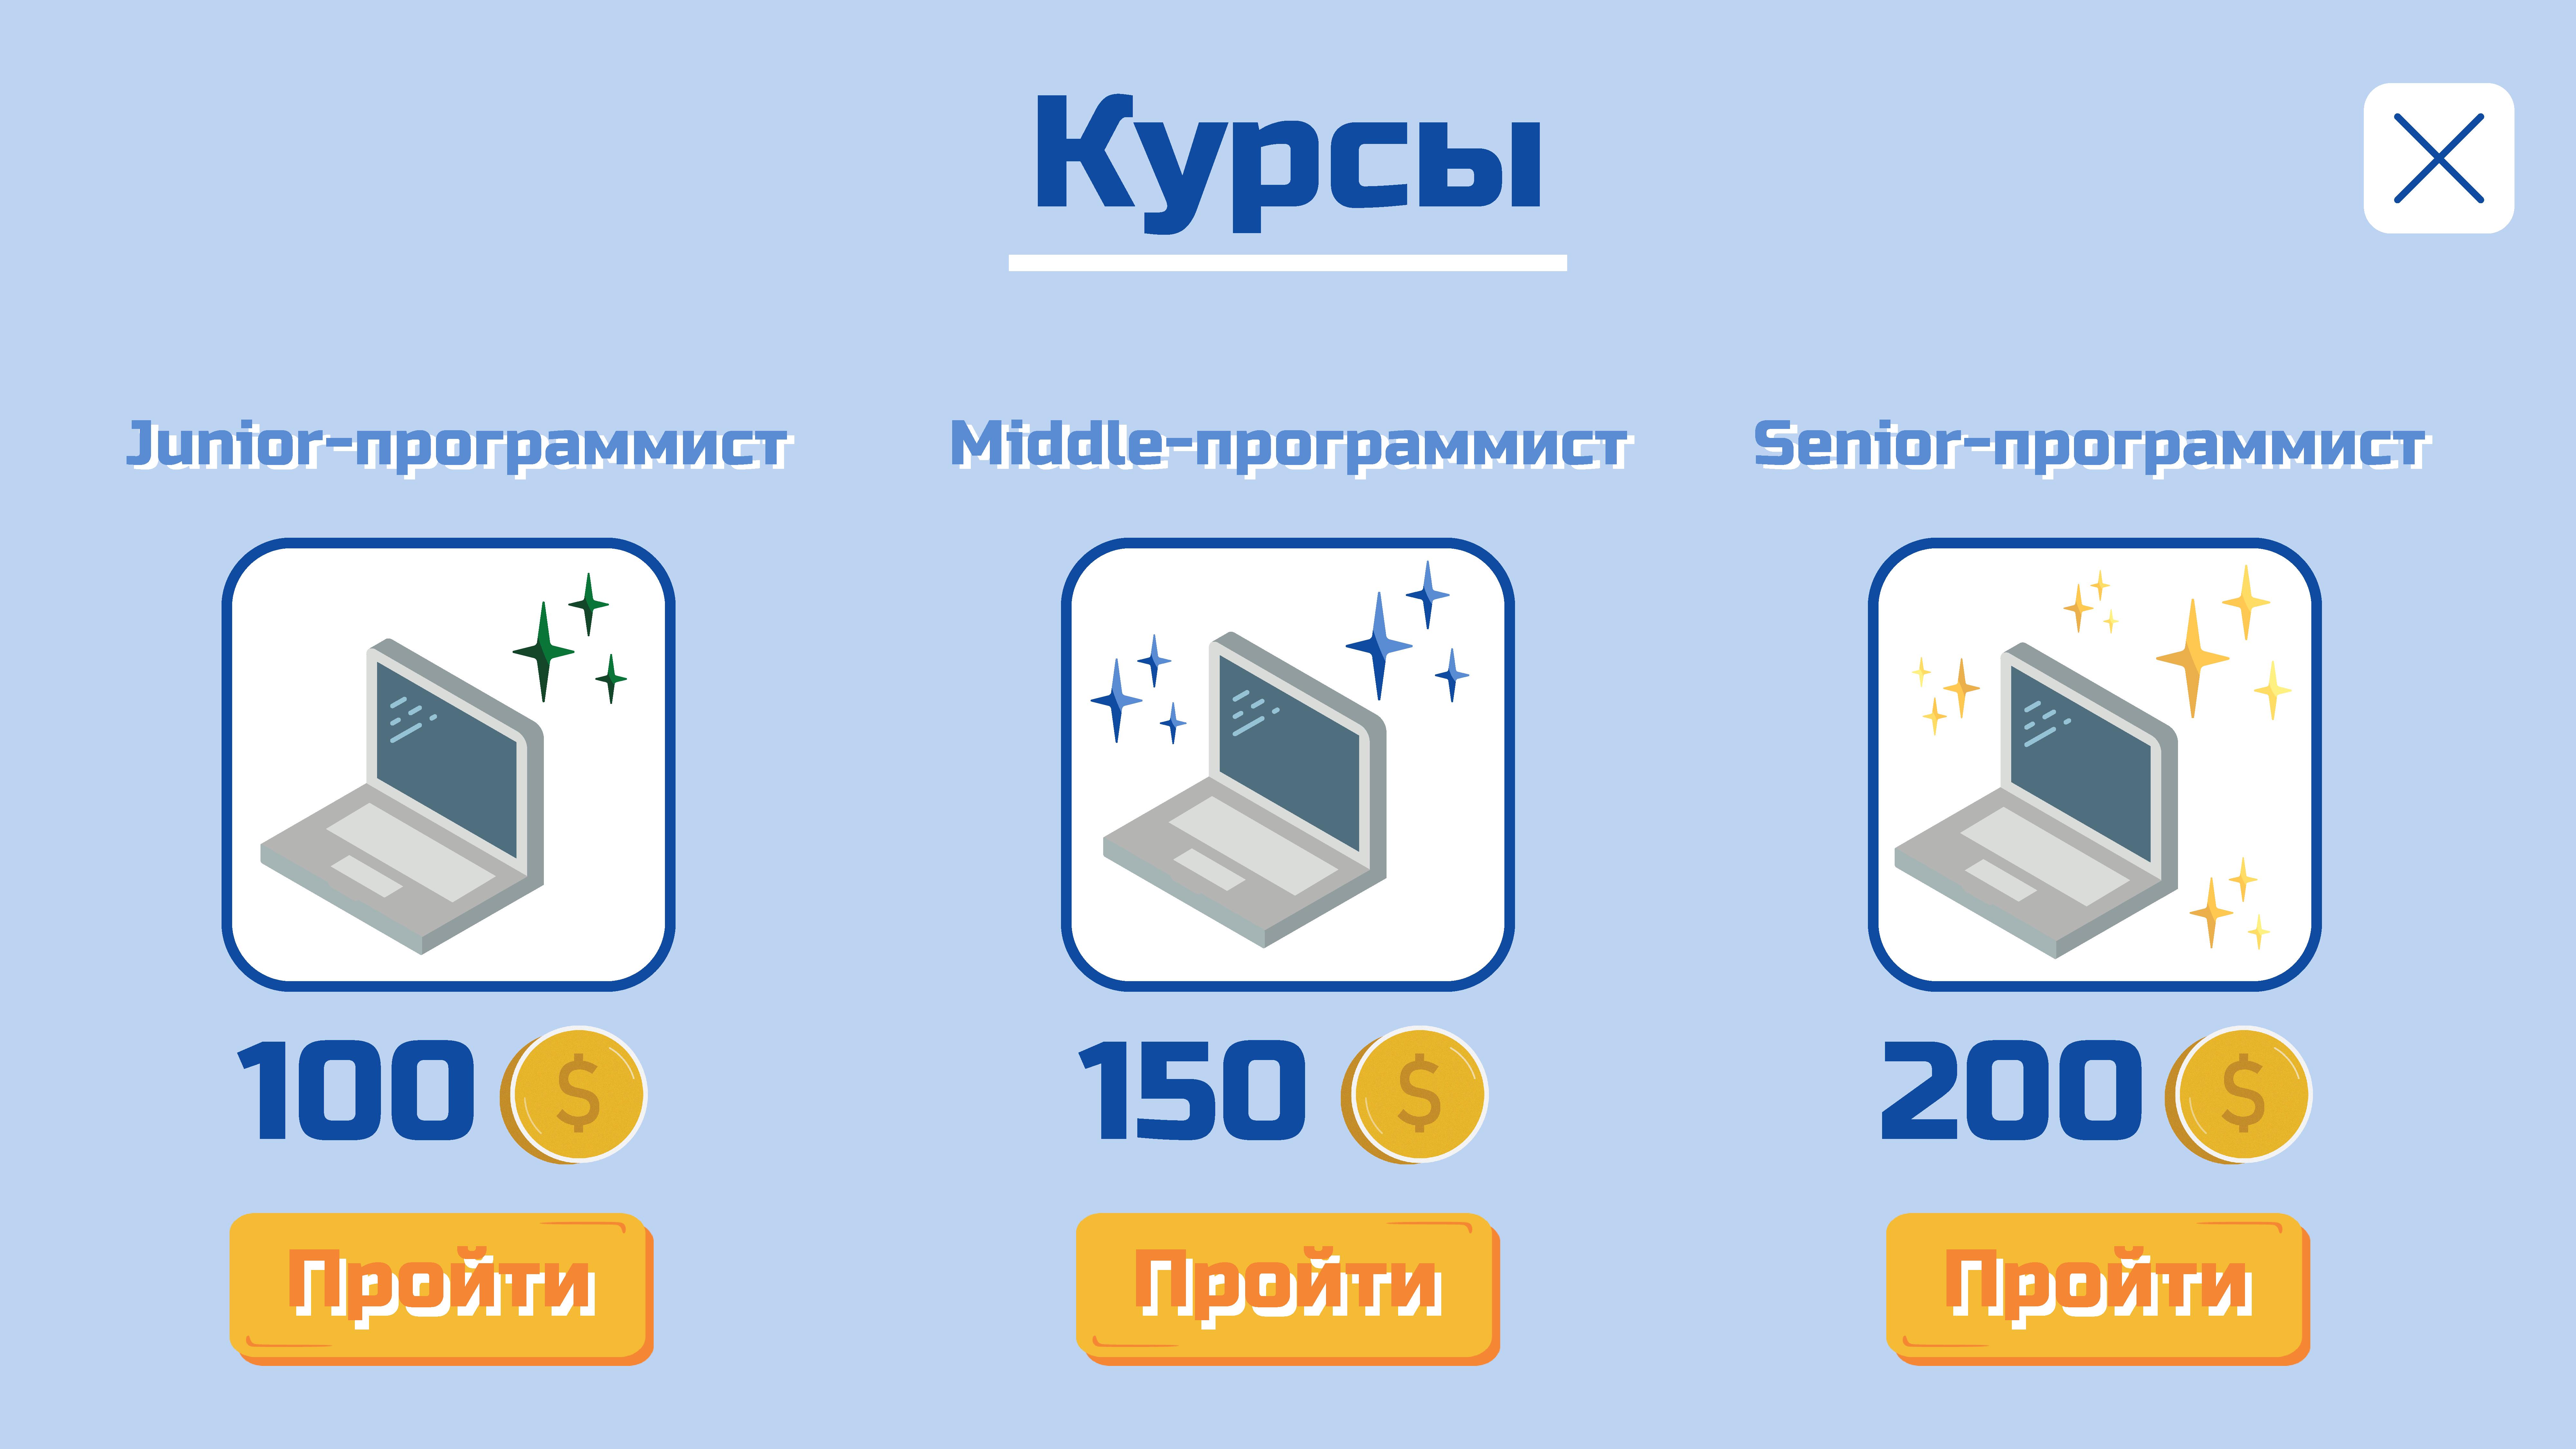 Курсы
Junior-программист
Middle-программист
Senior-программист
100 $
150 $
200 $
Пройти
Пройти
Пройти